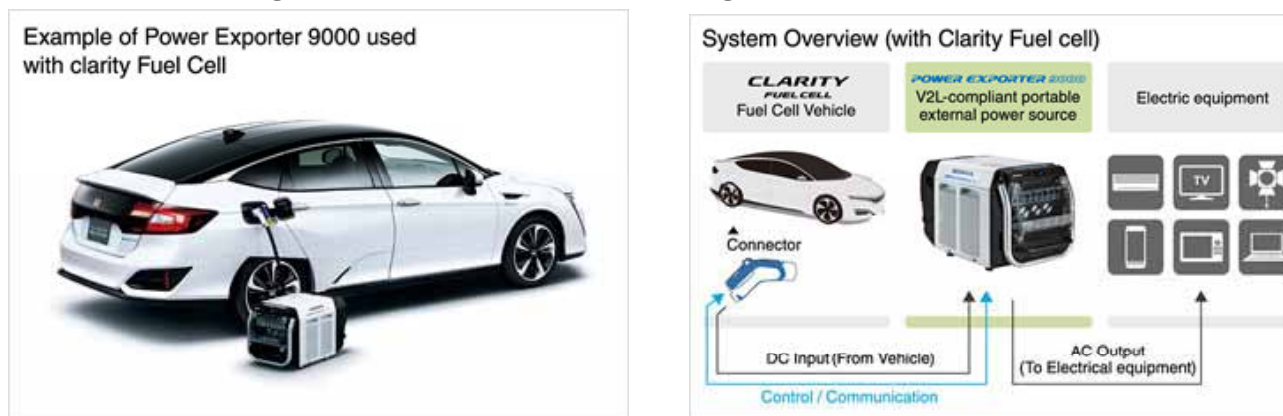 Example of Power Exporter 9000 used
with clarity Fuel Cell
System Overview (with Clarity Fuel cell)
CLARITY
FUEL CELL
Fuel Cell Vehicle
POWER EXPORTER 9000
V2L-compliant portable
external power source
Electric equipment
TV
Connector
DC Input (From Vehicle)
AC Output
(To Electrical equipment)
Control / Communication